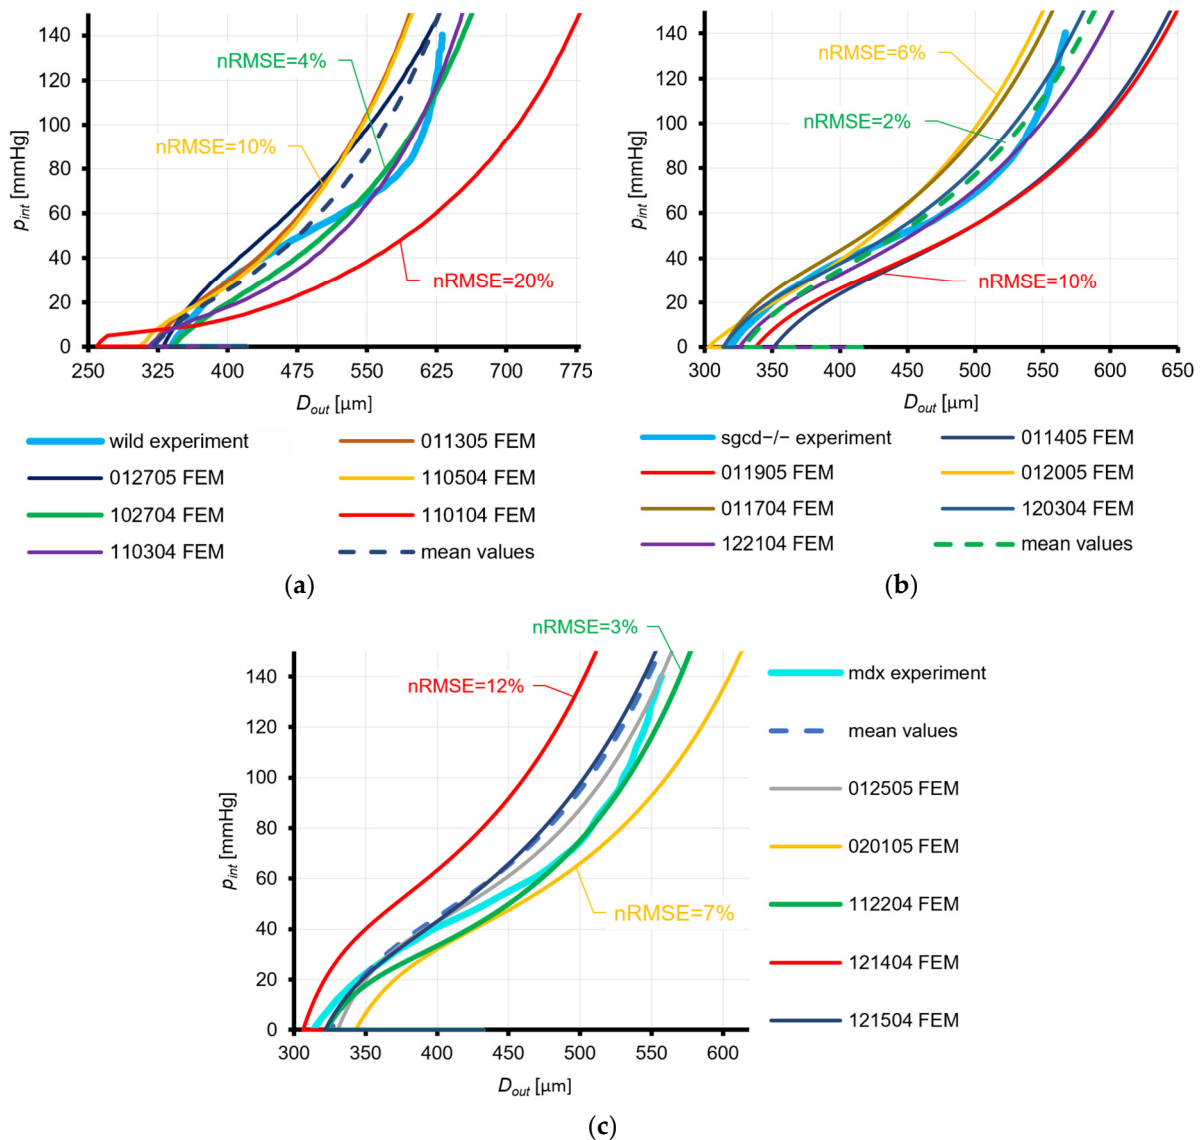 140
120
100
80
60
40
20
0
p_int [mmHg]
nRMSE=4%
nRMSE=10%
nRMSE=20%
250 325 400 475 550 625 700 775
D_out [μm]
wild experiment
011305 FEM
012705 FEM
110504 FEM
102704 FEM
110104 FEM
110304 FEM
mean values
(a)
140
120
100
80
60
40
20
0
p_int [mmHg]
nRMSE=6%
nRMSE=2%
nRMSE=10%
300 350 400 450 500 550 600 650
D_out [μm]
sgcd−/− experiment
011405 FEM
011905 FEM
012005 FEM
011704 FEM
120304 FEM
122104 FEM
mean values
(b)
nRMSE=3%
140
120
100
80
60
40
20
0
p_int [mmHg]
nRMSE=12%
nRMSE=7%
300 350 400 450 500 550 600
D_out [μm]
mdx experiment
mean values
012505 FEM
020105 FEM
112204 FEM
121404 FEM
121504 FEM
(c)